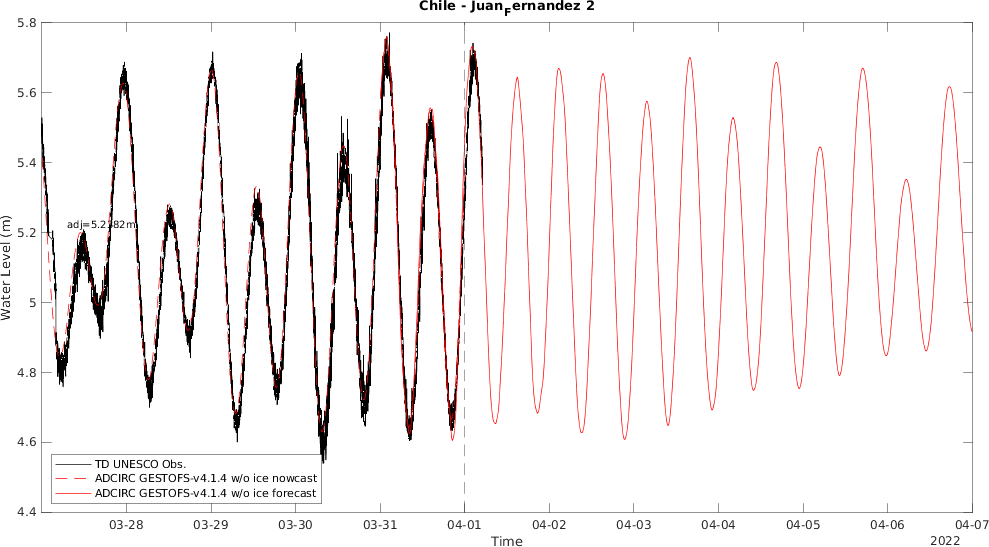 Chile - Juan_Fernandez 2
5.8
5.6
5.4
5.2
5
4.8
4.6
4.4
Water Level (m)
adj=5.2382m
TD UNESCO Obs.
ADCIRC GESTOFS-v4.1.4 w/o ice nowcast
ADCIRC GESTOFS-v4.1.4 w/o ice forecast
03-28
03-29
03-30
03-31
04-01
04-02
04-03
04-04
04-05
04-06
04-07
Time
2022